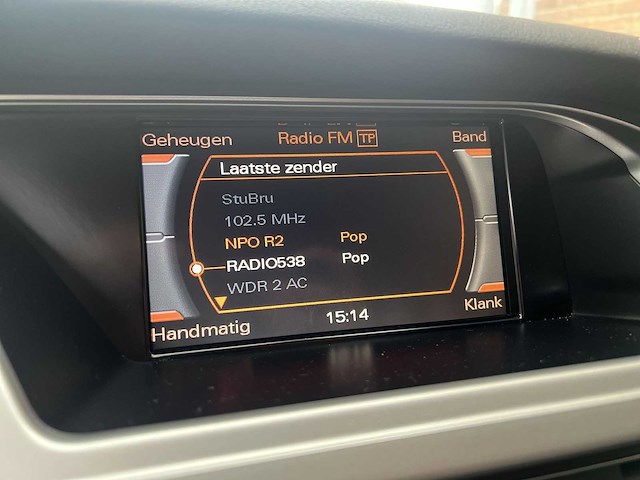 Geheugen Radio FM TP Band
Laatste zender
StuBru
102.5 MHz
NPO R2 Pop
RADIO538 Pop
WDR 2 AC
Handmatig 15:14 Klank